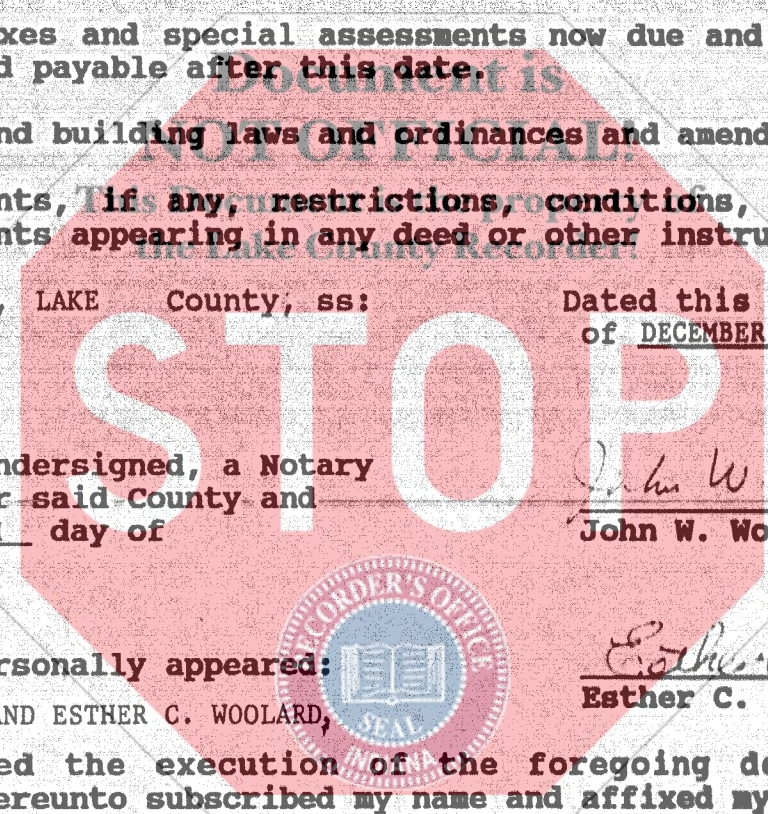 xes and special assessments now due and
d payable after this date.
Document is
nd building laws and ordinances and amend
NOT OFFICIAL!
nts, if any, restrictions, conditions,
This Document is the property of
nts appearing in any deed or other instru
the Lake County Recorder!
, LAKE County, ss: Dated this
of DECEMBER
STOP
ndersigned, a Notary
r said County and
John W
day of
John W. Wo
RECORDER'S OFFICE
SEAL
INDIANA
Esther
rsonally appeared:
Esther C.
AND ESTHER C. WOOLARD,
ed the execution of the foregoing de
ereunto subscribed my name and affixed my